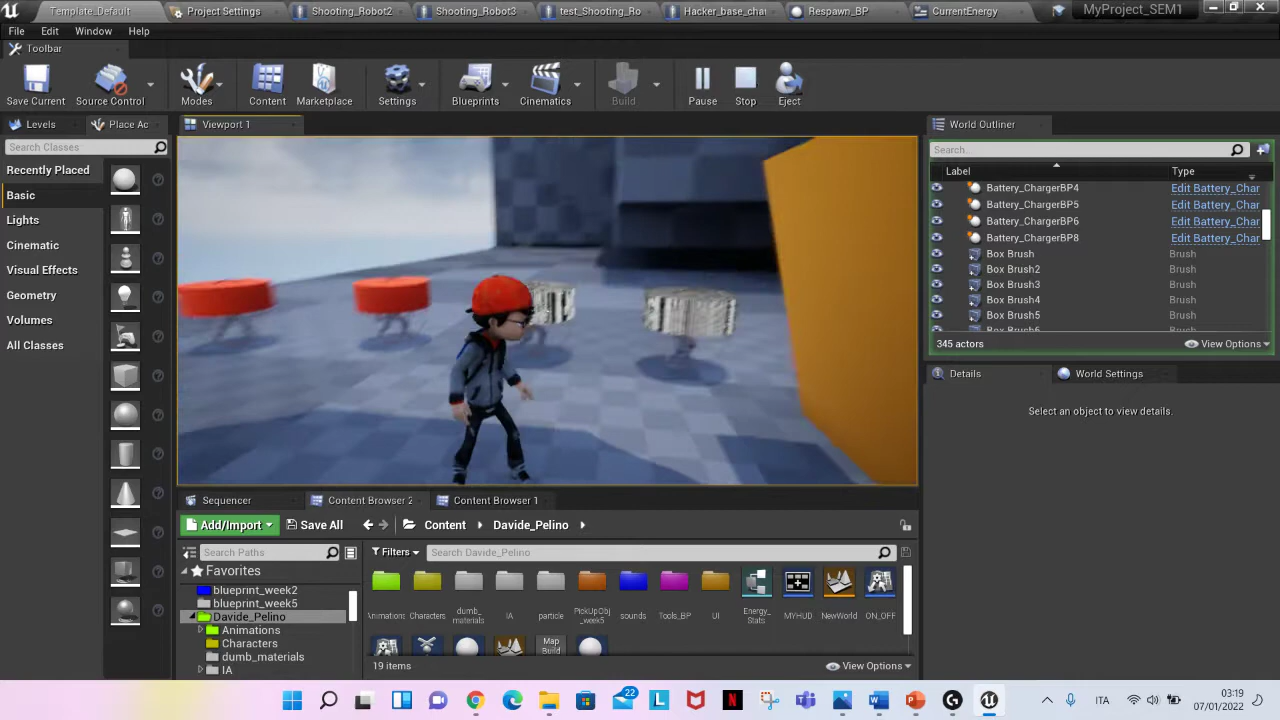 Template_Default Project Settings Shooting_Robot2 Shooting_Robot3 test_Shooting_Ro Hacker_base_cha Respawn_BP CurrentEnergy MyProject_SEM1
File Edit Window Help
Toolbar
Save Current Source Control Modes Content Marketplace Settings Blueprints Cinematics Build Pause Stop Eject
Levels Place Ac Viewport 1 World Outliner
Search Classes Search...
Recently Placed Label Type
Battery_ChargerBP4 Edit Battery_Char
Basic Battery_ChargerBP5 Edit Battery_Char
Lights Battery_ChargerBP6 Edit Battery_Char
Battery_ChargerBP8 Edit Battery_Char
Cinematic Box Brush Brush
Visual Effects Box Brush2 Brush
Geometry Box Brush3 Brush
Box Brush4 Brush
Volumes Box Brush5 Brush
Box Brush6
All Classes 345 actors View Options
Details World Settings
Select an object to view details.
Sequencer Content Browser 2 Content Browser 1
Add/Import Save All Content Davide_Pelino
Search Paths Filters Search Davide_Pelino
Favorites
blueprint_week2
blueprint_week5
Davide_Pelino
Animations
Characters
dumb_materials
IA
Animations Characters dumb_materials IA particle PickUpObj_week5 sounds Tools_BP UI Energy_Stats MYHUD NewWorld ON_OFF
Map Build
19 items View Options
22 ITA 03:19
07/01/2022